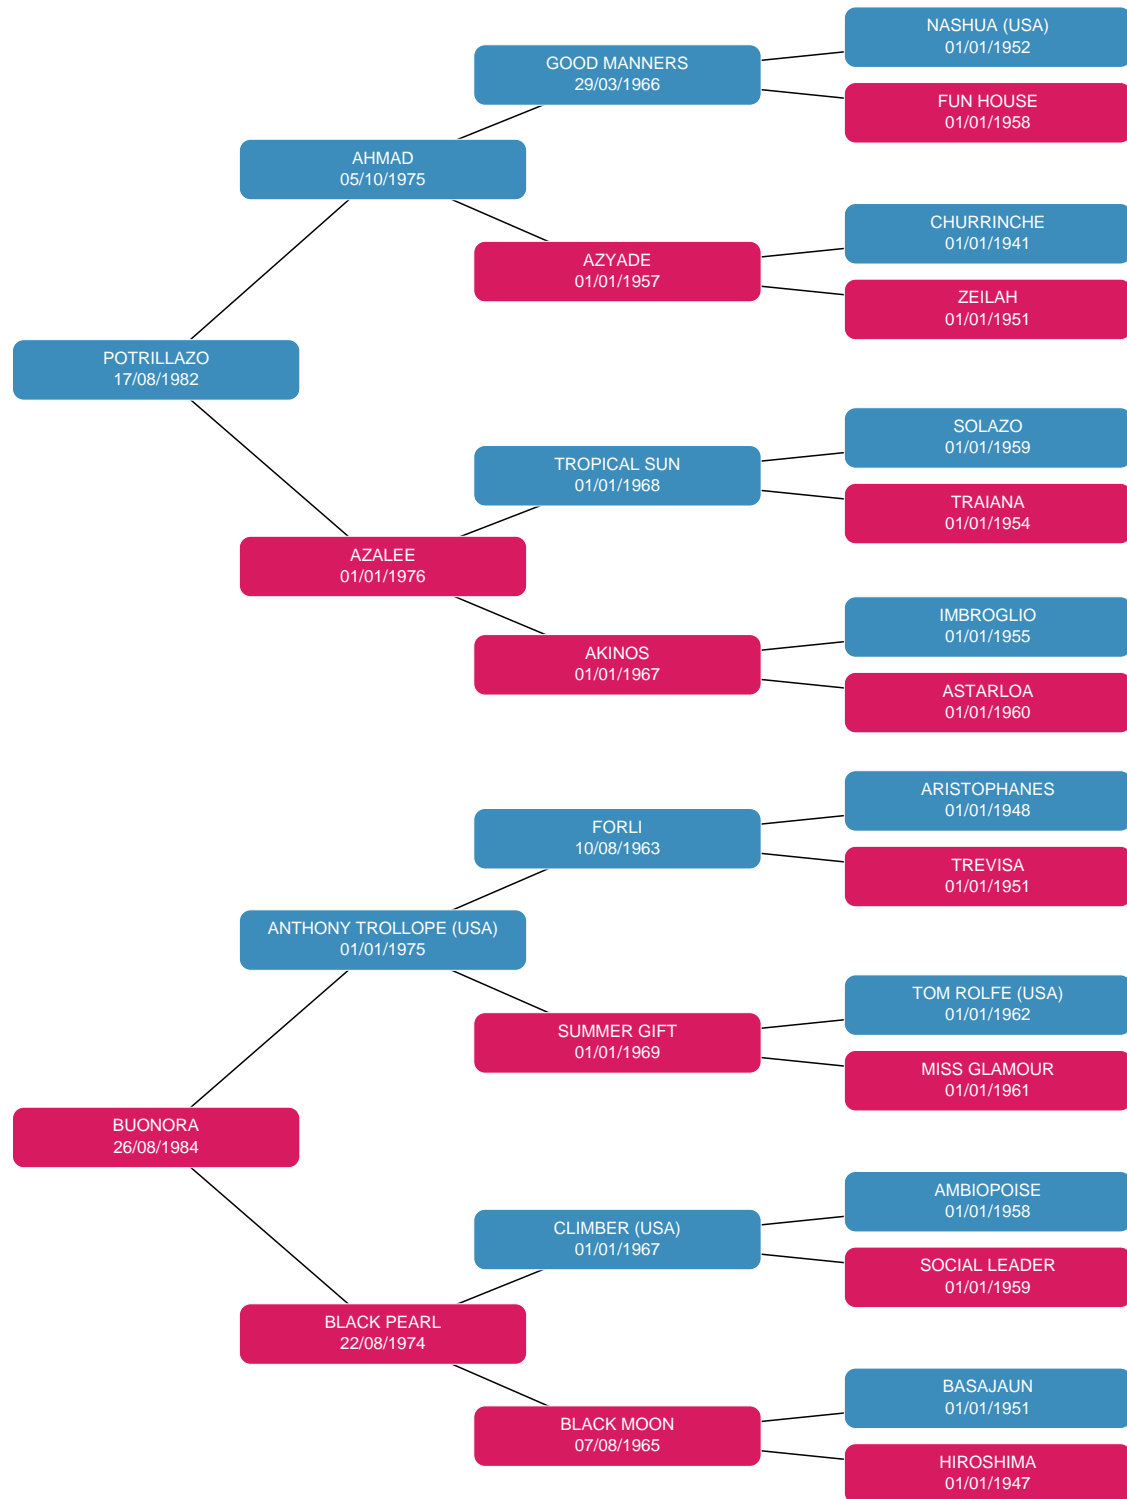 NASHUA (USA)
01/01/1952
GOOD MANNERS
29/03/1966
FUN HOUSE
01/01/1958
AHMAD
05/10/1975
CHURRINCHE
01/01/1941
AZYADE
01/01/1957
ZEILAH
01/01/1951
POTRILLAZO
17/08/1982
SOLAZO
01/01/1959
TROPICAL SUN
01/01/1968
TRAIANA
01/01/1954
AZALEE
01/01/1976
IMBROGLIO
01/01/1955
AKINOS
01/01/1967
ASTARLOA
01/01/1960
ARISTOPHANES
01/01/1948
FORLI
10/08/1963
TREVISA
01/01/1951
ANTHONY TROLLOPE (USA)
01/01/1975
TOM ROLFE (USA)
01/01/1962
SUMMER GIFT
01/01/1969
MISS GLAMOUR
01/01/1961
BUONORA
26/08/1984
AMBIOPOISE
01/01/1958
CLIMBER (USA)
01/01/1967
SOCIAL LEADER
01/01/1959
BLACK PEARL
22/08/1974
BASAJAUN
01/01/1951
BLACK MOON
07/08/1965
HIROSHIMA
01/01/1947